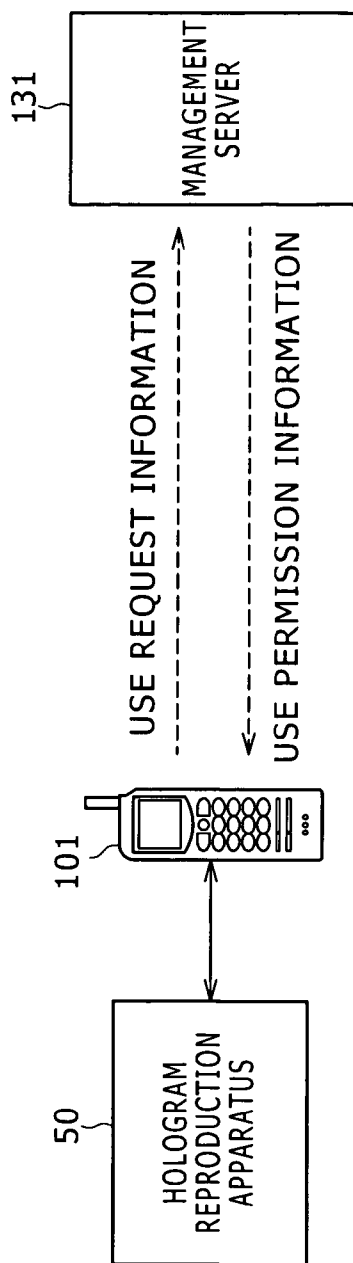 50
HOLOGRAM
REPRODUCTION
APPARATUS
101
USE REQUEST INFORMATION
USE PERMISSION INFORMATION
131
MANAGEMENT
SERVER